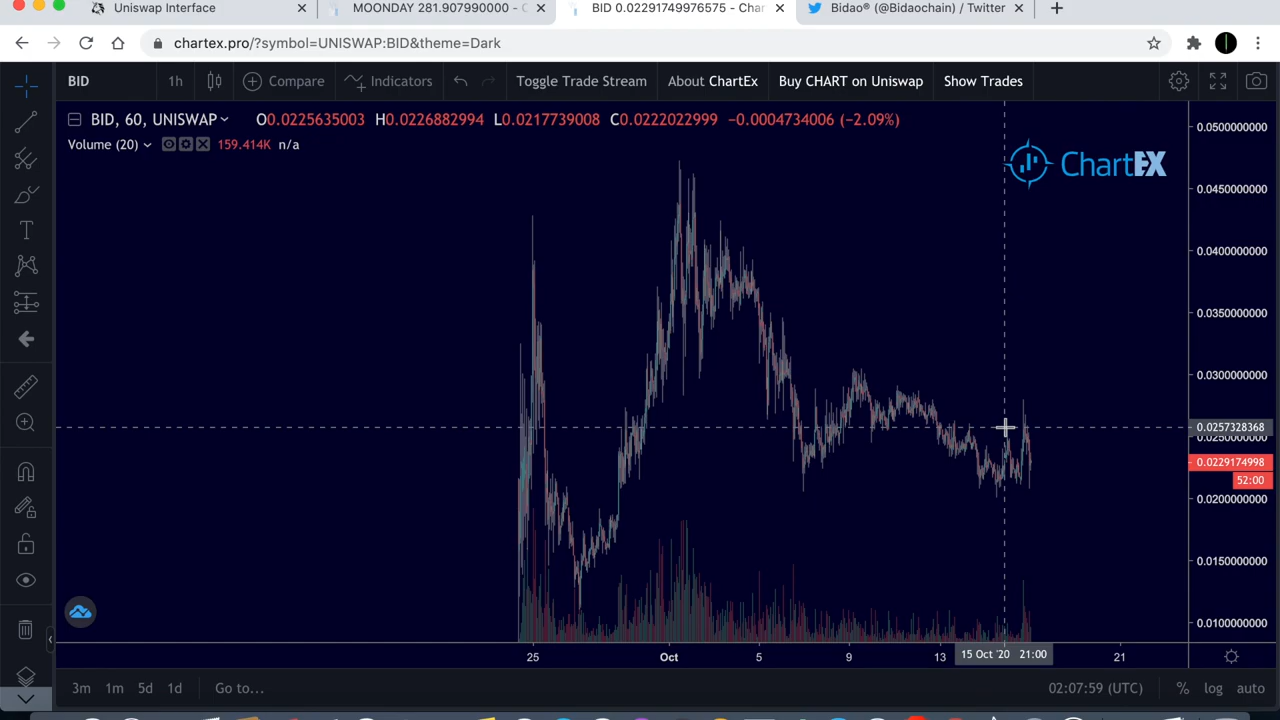 Uniswap Interface
MOONDAY 281.907990000 - C
BID 0.02291749976575 - Char
Bidao® (@Bidaochain) / Twitter
chartex.pro/?symbol=UNISWAP:BID&theme=Dark
BID 1h Compare Indicators Toggle Trade Stream About ChartEx Buy CHART on Uniswap Show Trades
BID, 60, UNISWAP O0.0225635003 H0.0226882994 L0.0217739008 C0.0222022999 −0.0004734006 (−2.09%)
Volume (20) 159.414K n/a
ChartEX
0.0500000000
0.0450000000
0.0400000000
0.0350000000
0.0300000000
0.0257328368
0.0250000000
0.0229174998
52:00
0.0200000000
0.0150000000
0.0100000000
25 Oct 5 9 13 15 Oct '20 21:00 21
3m 1m 5d 1d Go to... 02:07:59 (UTC) % log auto